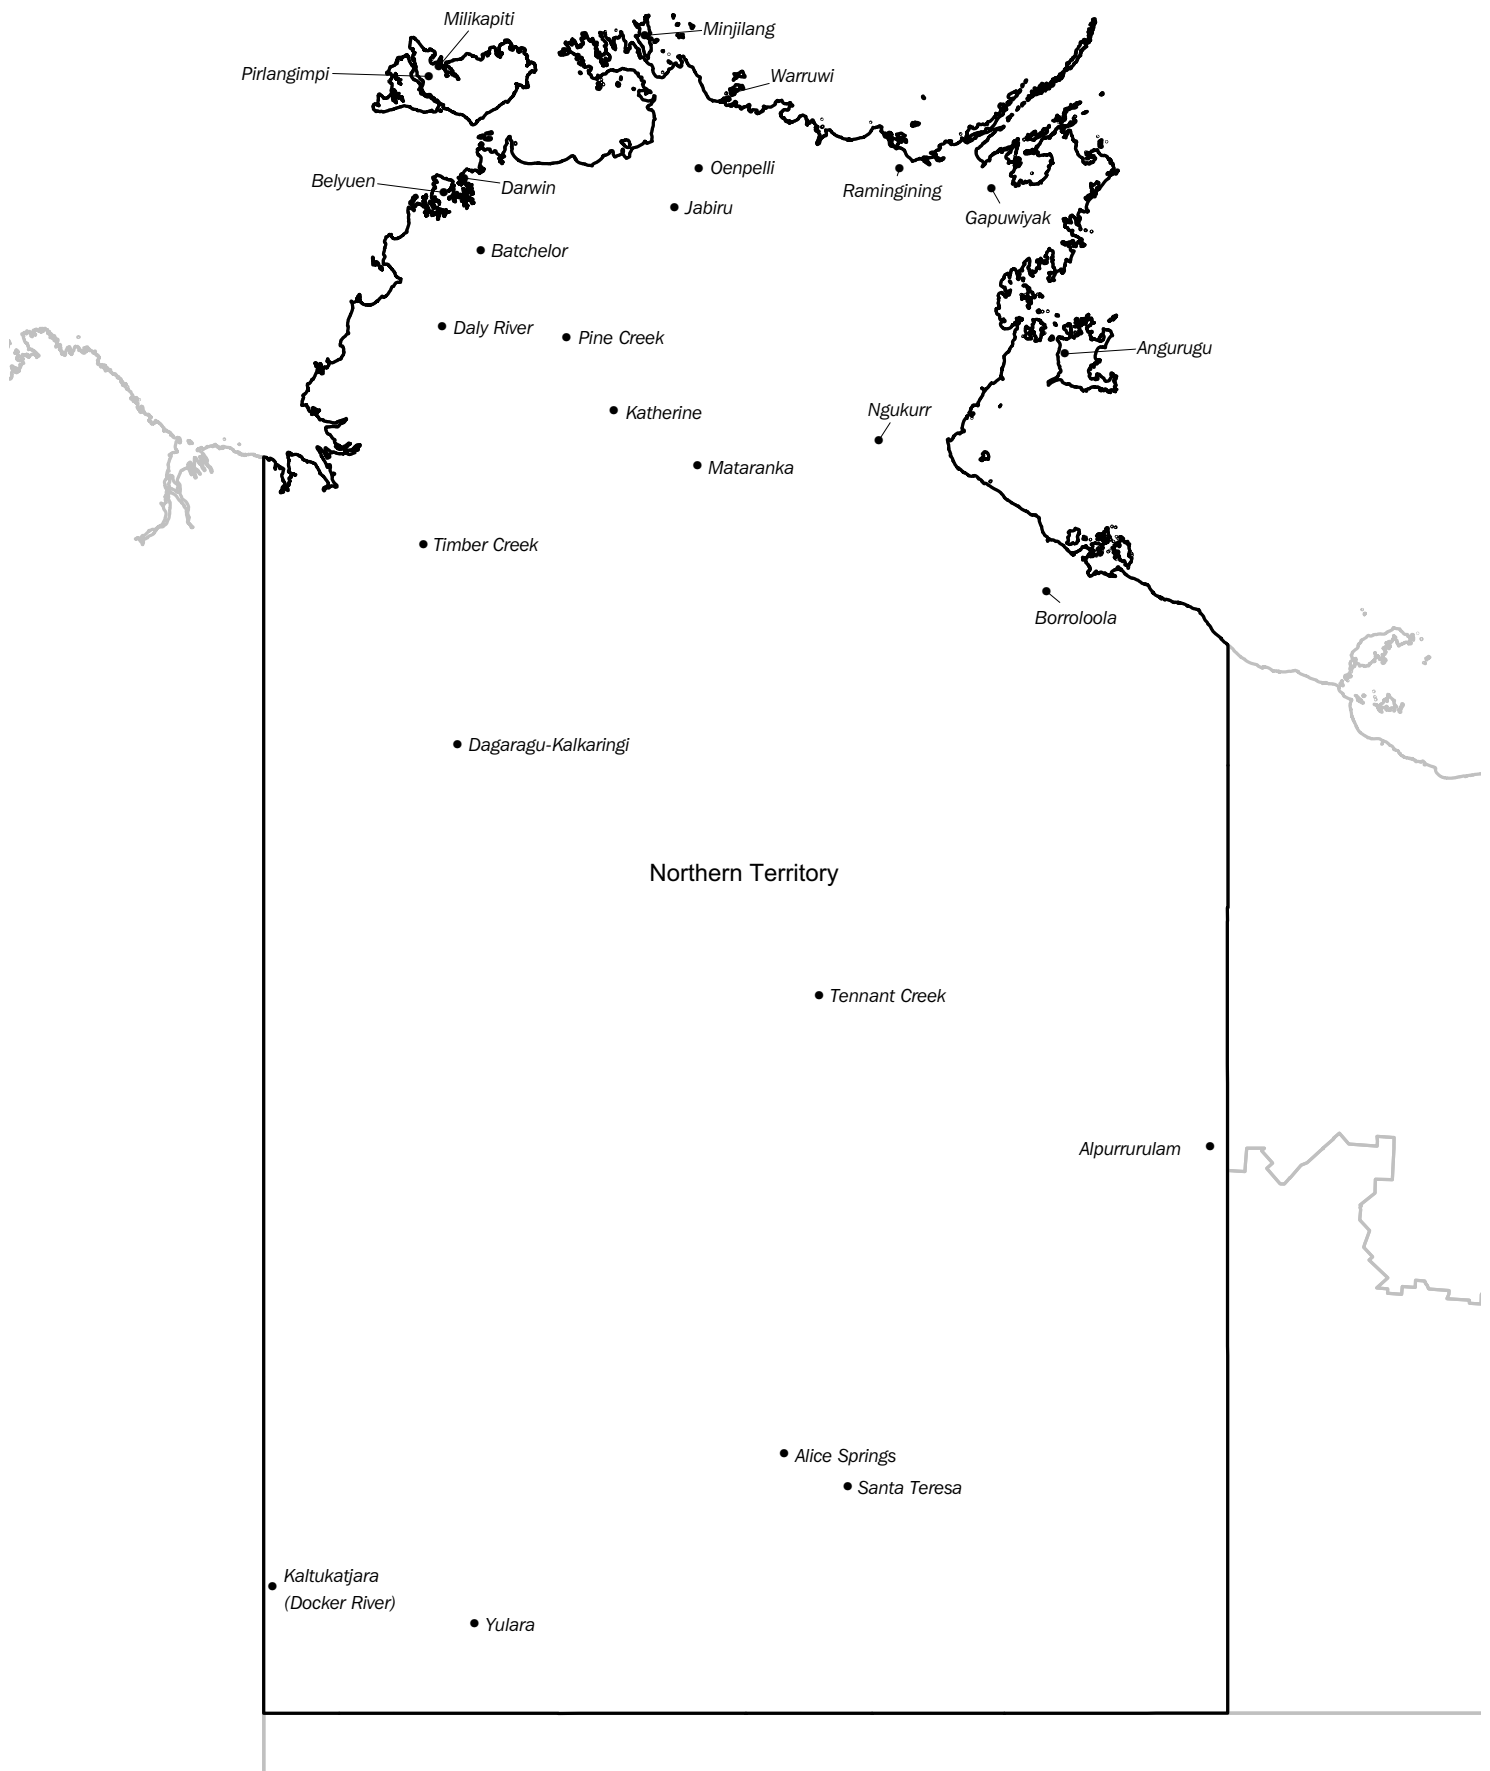 Milikapiti
Minjilang
Pirlangimpi
Warruwi
Oenpelli
Belyuen
Darwin
Ramingining
Jabiru
Gapuwiyak
Batchelor
Daly River
Pine Creek
Angurugu
Katherine
Ngukurr
Mataranka
Timber Creek
Borroloola
Dagaragu-Kalkaringi
Northern Territory
Tennant Creek
Alpurrurulam
Alice Springs
Santa Teresa
Kaltukatjara
(Docker River)
Yulara